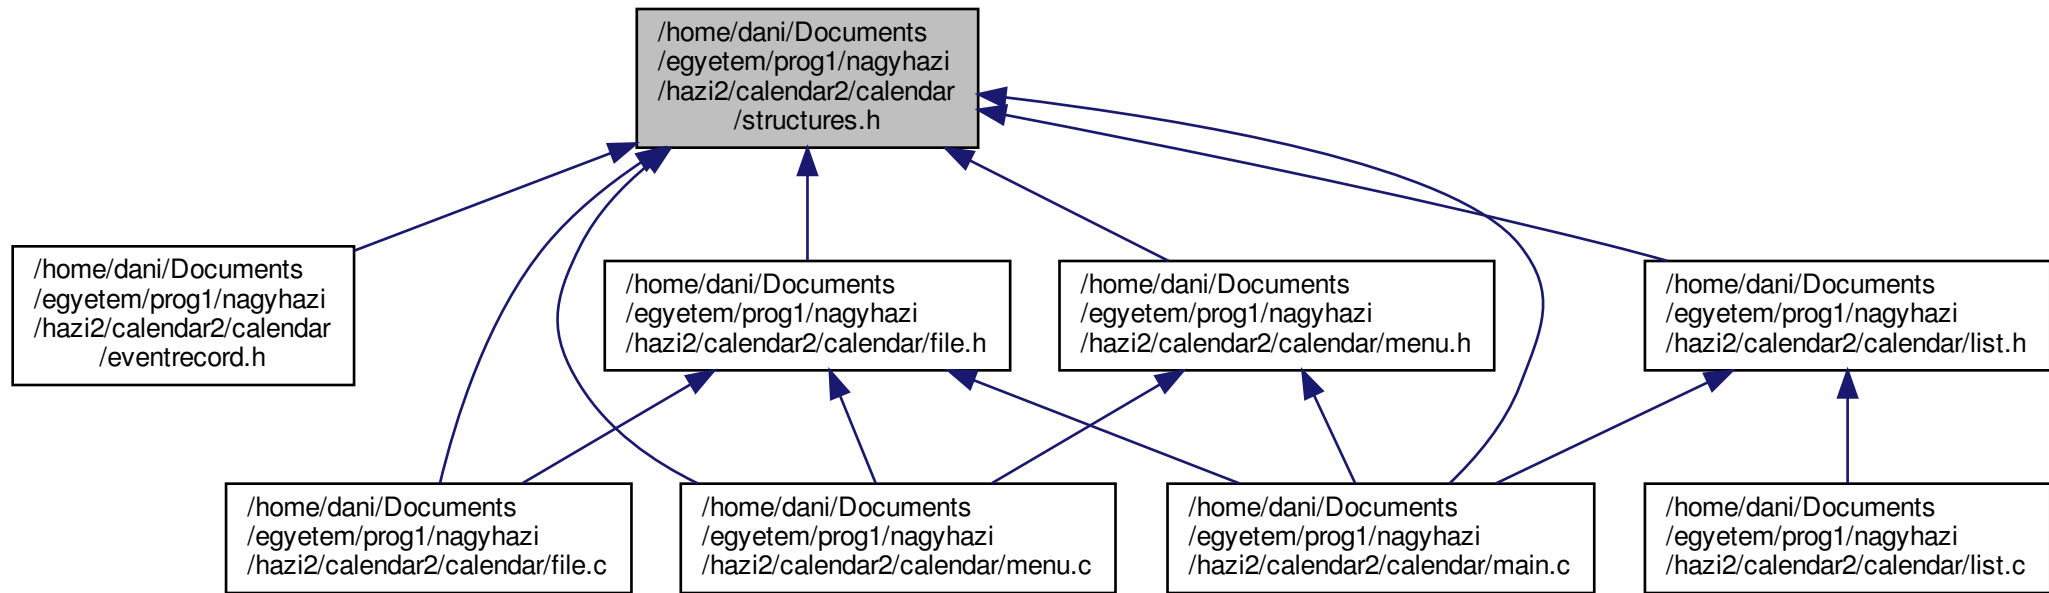 /home/dani/Documents
/egyetem/prog1/nagyhazi
/hazi2/calendar2/calendar
/structures.h
/home/dani/Documents
/egyetem/prog1/nagyhazi
/hazi2/calendar2/calendar
/eventrecord.h
/home/dani/Documents
/egyetem/prog1/nagyhazi
/hazi2/calendar2/calendar/file.h
/home/dani/Documents
/egyetem/prog1/nagyhazi
/hazi2/calendar2/calendar/menu.h
/home/dani/Documents
/egyetem/prog1/nagyhazi
/hazi2/calendar2/calendar/list.h
/home/dani/Documents
/egyetem/prog1/nagyhazi
/hazi2/calendar2/calendar/file.c
/home/dani/Documents
/egyetem/prog1/nagyhazi
/hazi2/calendar2/calendar/menu.c
/home/dani/Documents
/egyetem/prog1/nagyhazi
/hazi2/calendar2/calendar/main.c
/home/dani/Documents
/egyetem/prog1/nagyhazi
/hazi2/calendar2/calendar/list.c